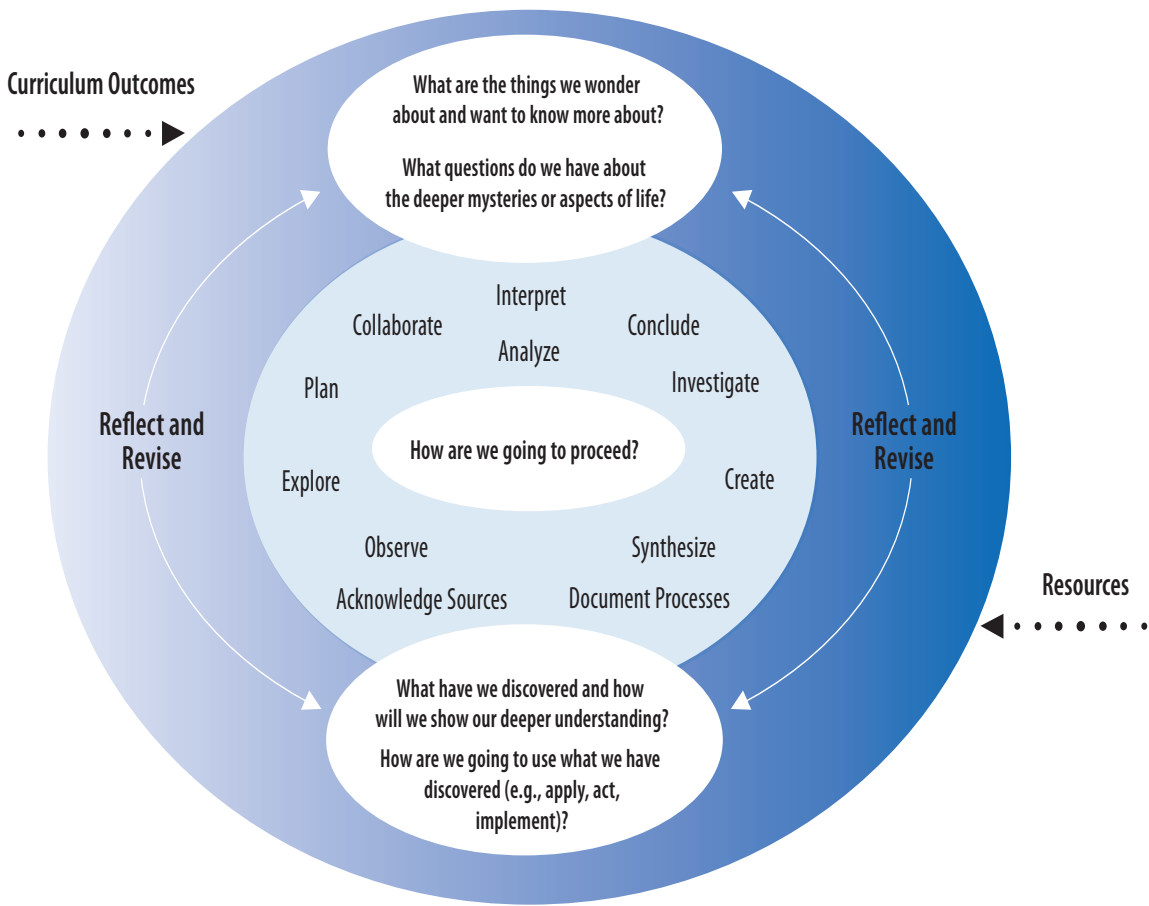 Curriculum Outcomes
What are the things we wonder
about and want to know more about?
What questions do we have about
the deeper mysteries or aspects of life?
Interpret
Collaborate
Conclude
Analyze
Plan
Investigate
Reflect and
Revise
How are we going to proceed?
Reflect and
Revise
Explore
Create
Observe
Synthesize
Acknowledge Sources
Document Processes
Resources
What have we discovered and how
will we show our deeper understanding?
How are we going to use what we have
discovered (e.g., apply, act,
implement)?